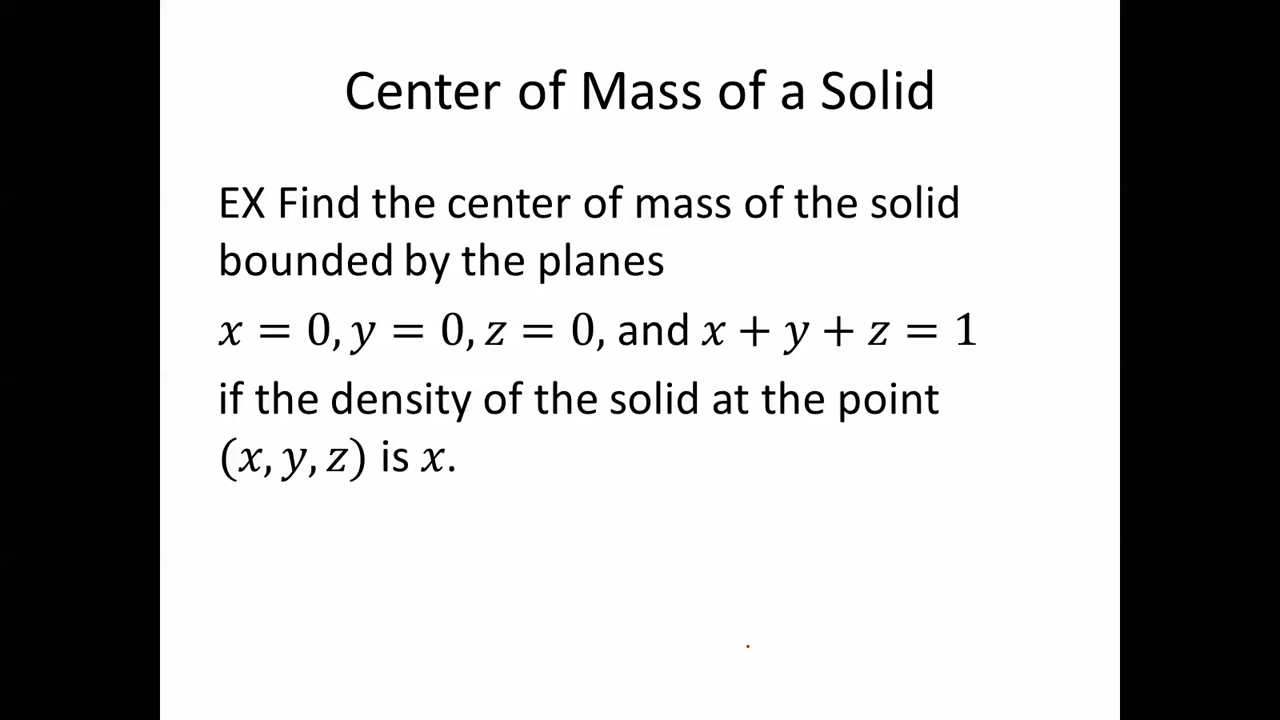 Center of Mass of a Solid
EX Find the center of mass of the solid
bounded by the planes
𝑥 = 0, 𝑦 = 0, 𝑧 = 0, and 𝑥 + 𝑦 + 𝑧 = 1
if the density of the solid at the point
(𝑥, 𝑦, 𝑧) is 𝑥.